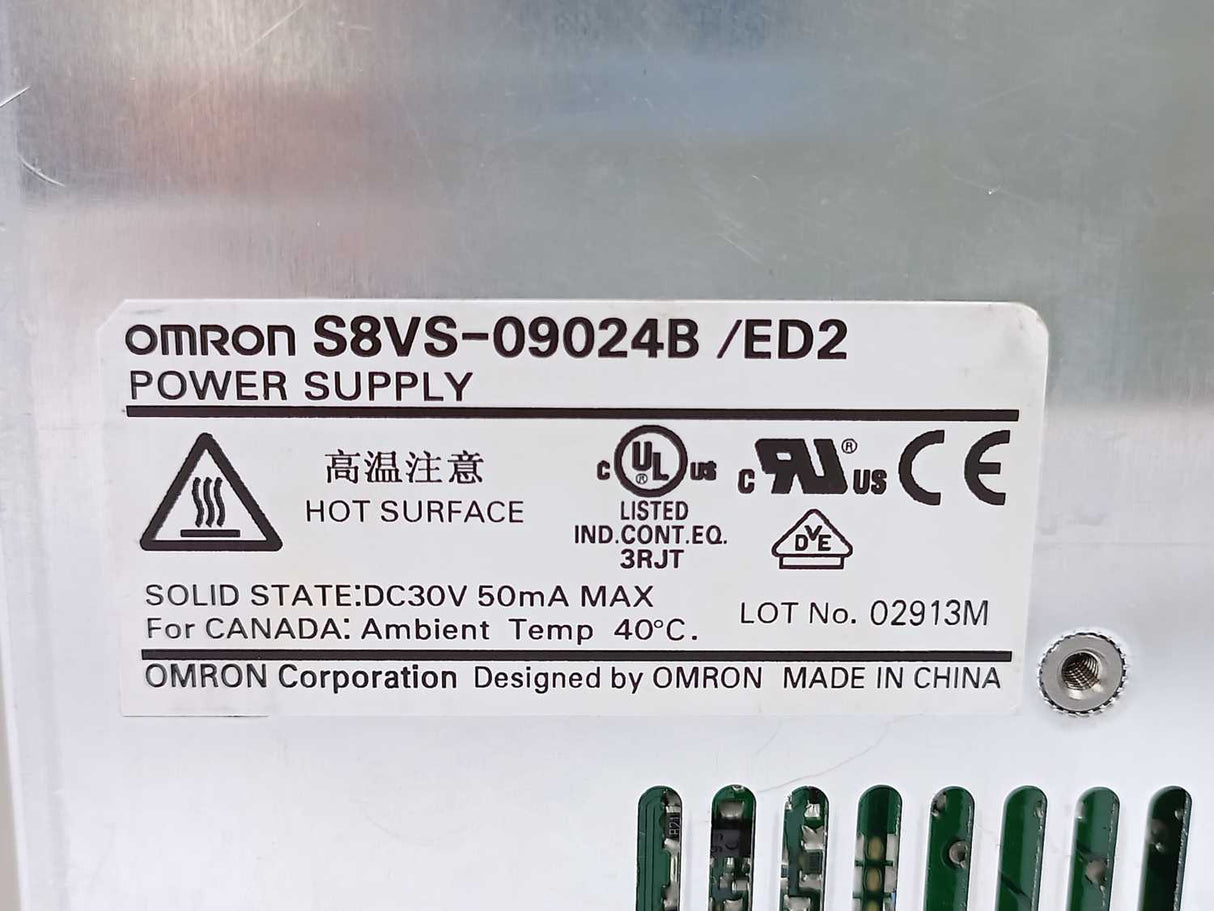 omron S8VS-09024B /ED2
POWER SUPPLY
高温注意
HOT SURFACE
c UL® us
LISTED
IND.CONT.EQ.
3RJT
c RU® US CE
DVE
SOLID STATE:DC30V 50mA MAX
For CANADA: Ambient Temp 40°C.
LOT No. 02913M
OMRON Corporation Designed by OMRON MADE IN CHINA